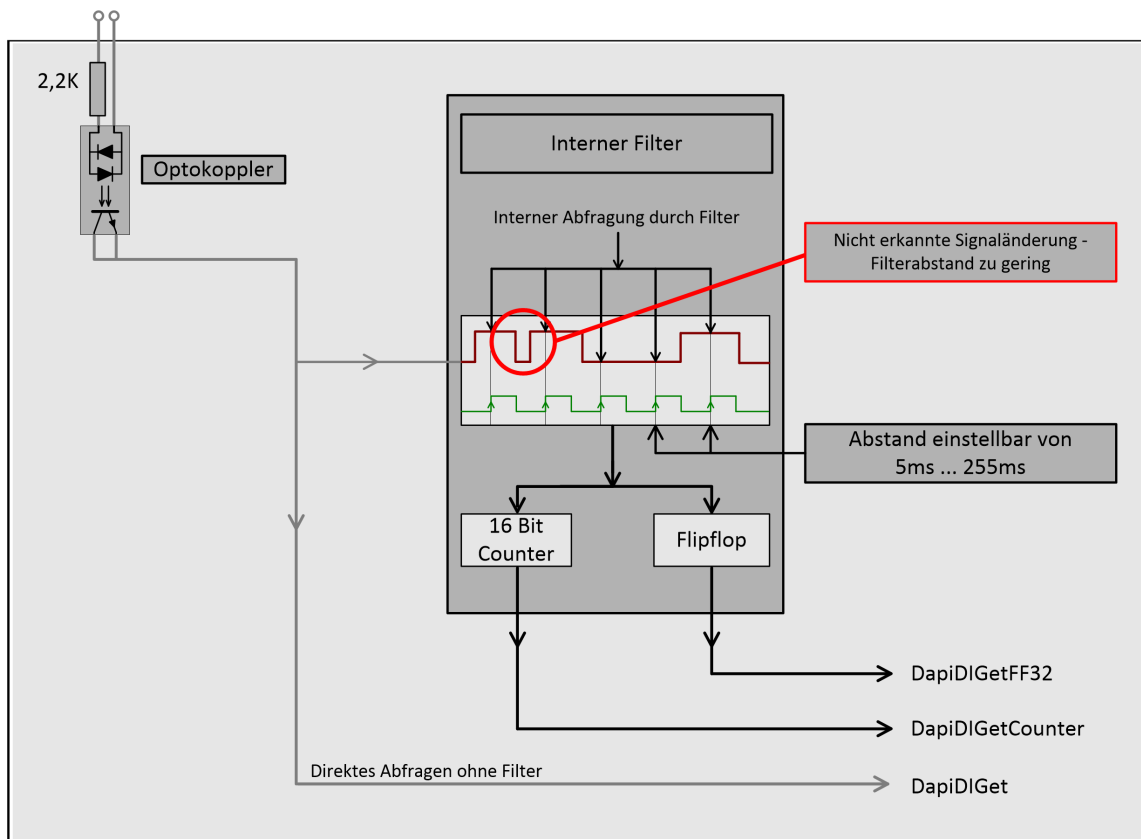 2,2K
Optokoppler
Interner Filter
Interner Abfragung durch Filter
Nicht erkannte Signaländerung -
Filterabstand zu gering
Abstand einstellbar von
5ms ... 255ms
16 Bit
Counter
Flipflop
DapiDIGetFF32
DapiDIGetCounter
Direktes Abfragen ohne Filter
DapiDIGet